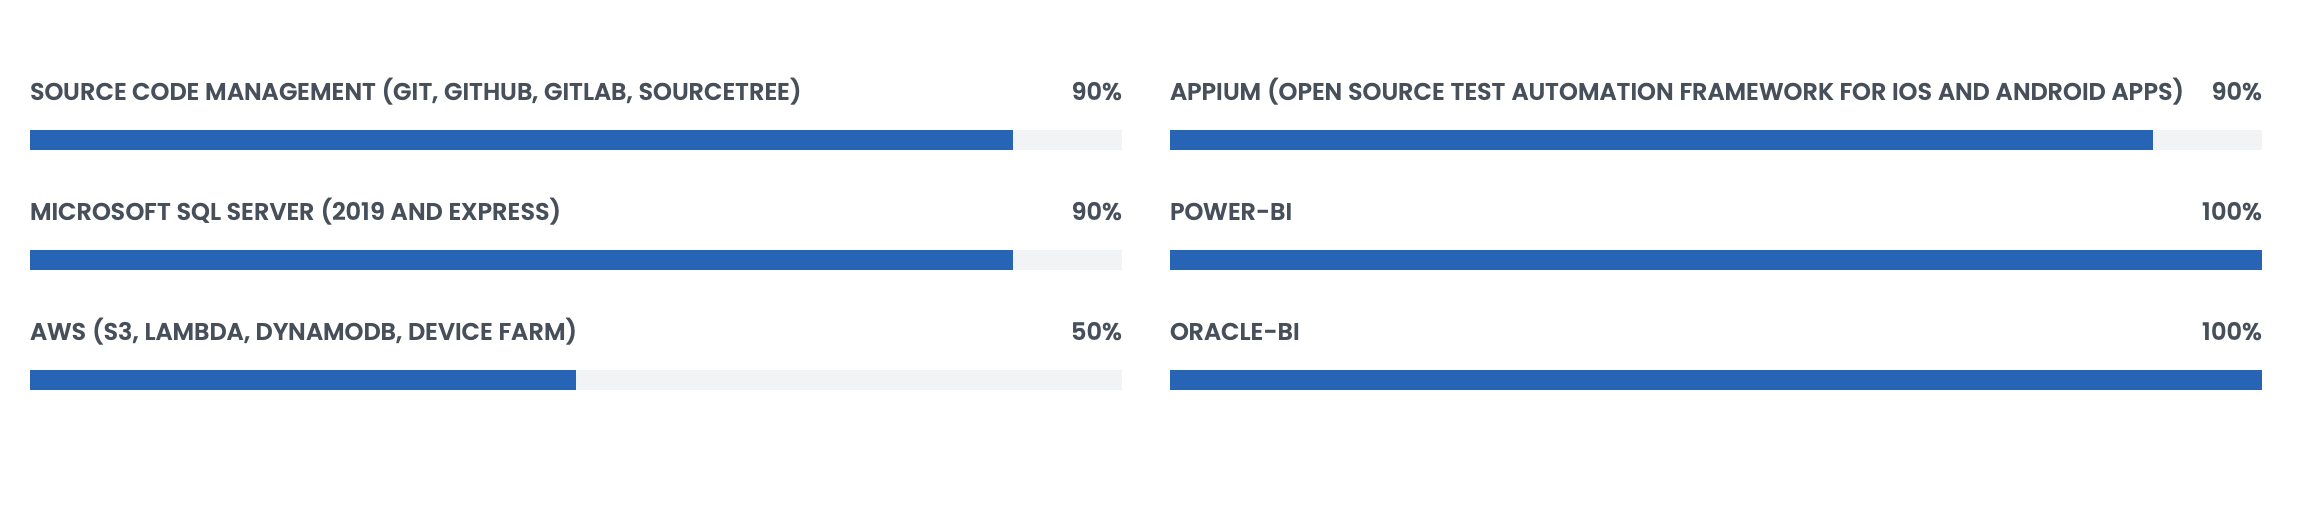 SOURCE CODE MANAGEMENT (GIT, GITHUB, GITLAB, SOURCETREE) 90%
APPIUM (OPEN SOURCE TEST AUTOMATION FRAMEWORK FOR IOS AND ANDROID APPS) 90%
MICROSOFT SQL SERVER (2019 AND EXPRESS) 90%
POWER-BI 100%
AWS (S3, LAMBDA, DYNAMODB, DEVICE FARM) 50%
ORACLE-BI 100%